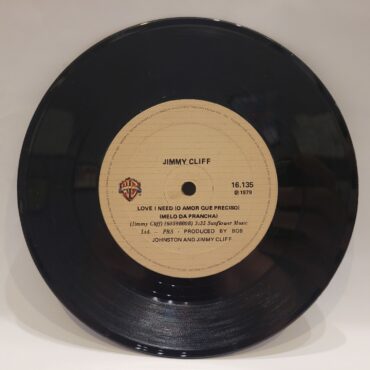 JIMMY CLIFF
16.135
℗ 1979
LOVE I NEED (O AMOR QUE PRECISO)
(MELO DA PRANCHA)
(Jimmy Cliff) 3:22 Sunflower Music
Ltd. - PRS - PRODUCED BY BOB
JOHNSTON AND JIMMY CLIFF